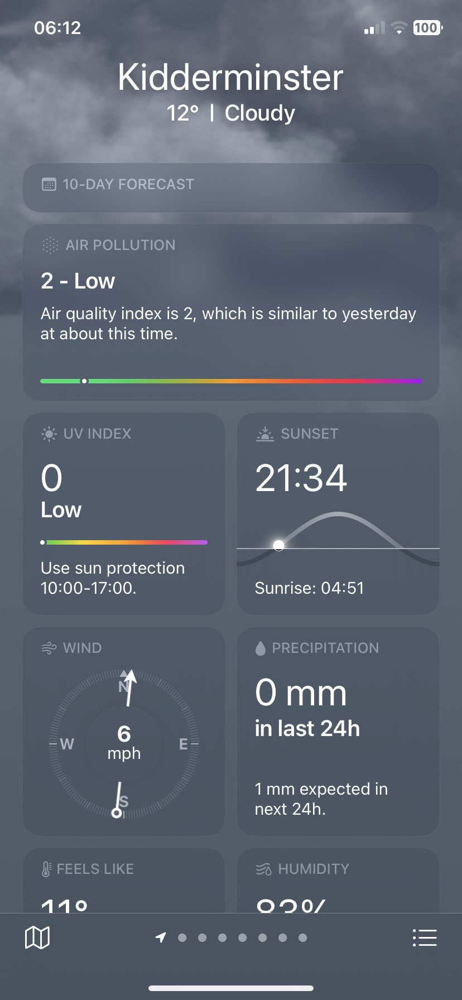 06:12
100
Kidderminster
12° | Cloudy
10-DAY FORECAST
AIR POLLUTION
2 - Low
Air quality index is 2, which is similar to yesterday
at about this time.
UV INDEX
0
Low
Use sun protection
10:00-17:00.
SUNSET
21:34
Sunrise: 04:51
WIND
N
W
6
mph
E
S
PRECIPITATION
0 mm
in last 24h
1 mm expected in
next 24h.
FEELS LIKE
11°
HUMIDITY
83%